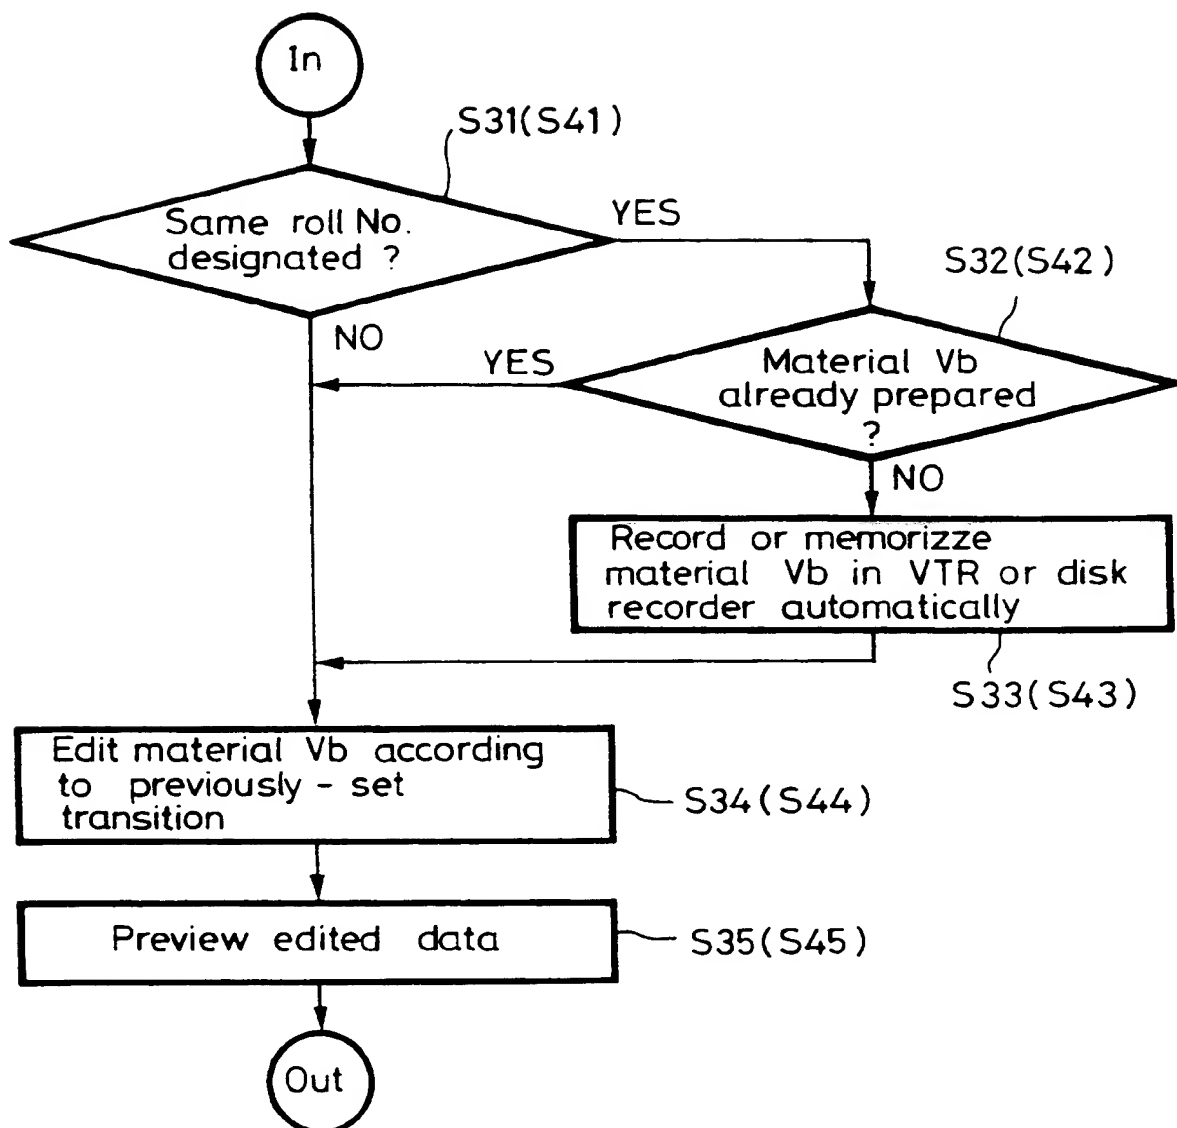 In
S31(S41)
Same roll No.
designated ?
YES
NO
S32(S42)
Material Vb
already prepared
?
YES
NO
Record or memorizze
material Vb in VTR or disk
recorder automatically
S33(S43)
Edit material Vb according
to previously - set
transition
S34(S44)
Preview edited data
S35(S45)
Out